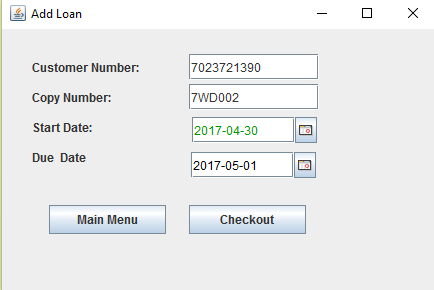 Add Loan
Customer Number: 7023721390
Copy Number: 7WD002
Start Date: 2017-04-30
Due Date 2017-05-01
Main Menu Checkout